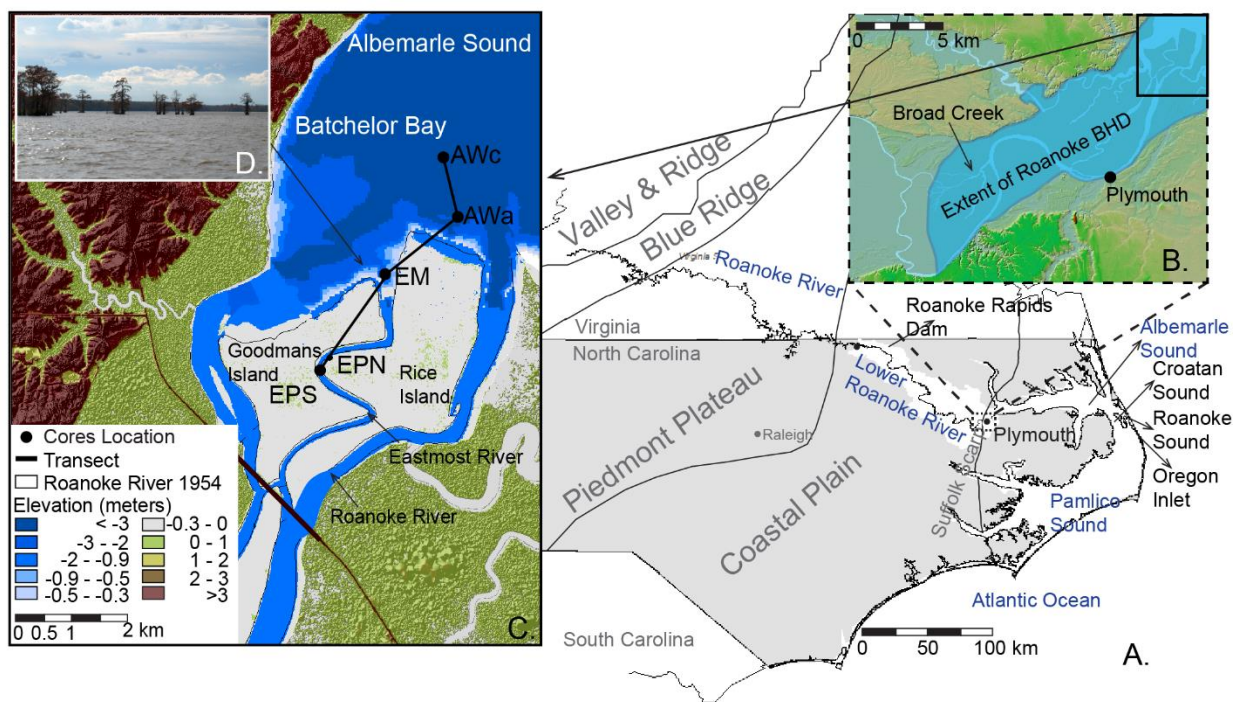 Albemarle Sound
Batchelor Bay
D.
AWc
AWa
EM
EPN
EPS
Goodmans
Island
Rice
Island
Eastmost River
Roanoke River
Cores Location
Transect
Roanoke River 1954
Elevation (meters)
< -3
-3 - -2
-2 - -0.9
-0.9 - -0.5
-0.5 - -0.3
-0.3 - 0
0 - 1
1 - 2
2 - 3
>3
0 0.5 1 2 km
C.
0 5 km
Broad Creek
Extent of Roanoke BHD
Plymouth
B.
Valley & Ridge
Blue Ridge
Roanoke River
Virginia
North Carolina
Roanoke Rapids
Dam
Lower
Roanoke River
Albemarle
Sound
Croatan
Sound
Roanoke
Sound
Oregon
Inlet
Plymouth
Raleigh
Piedmont Plateau
Coastal Plain
Suffolk Scarp
Pamlico
Sound
Atlantic Ocean
South Carolina
0 50 100 km
A.